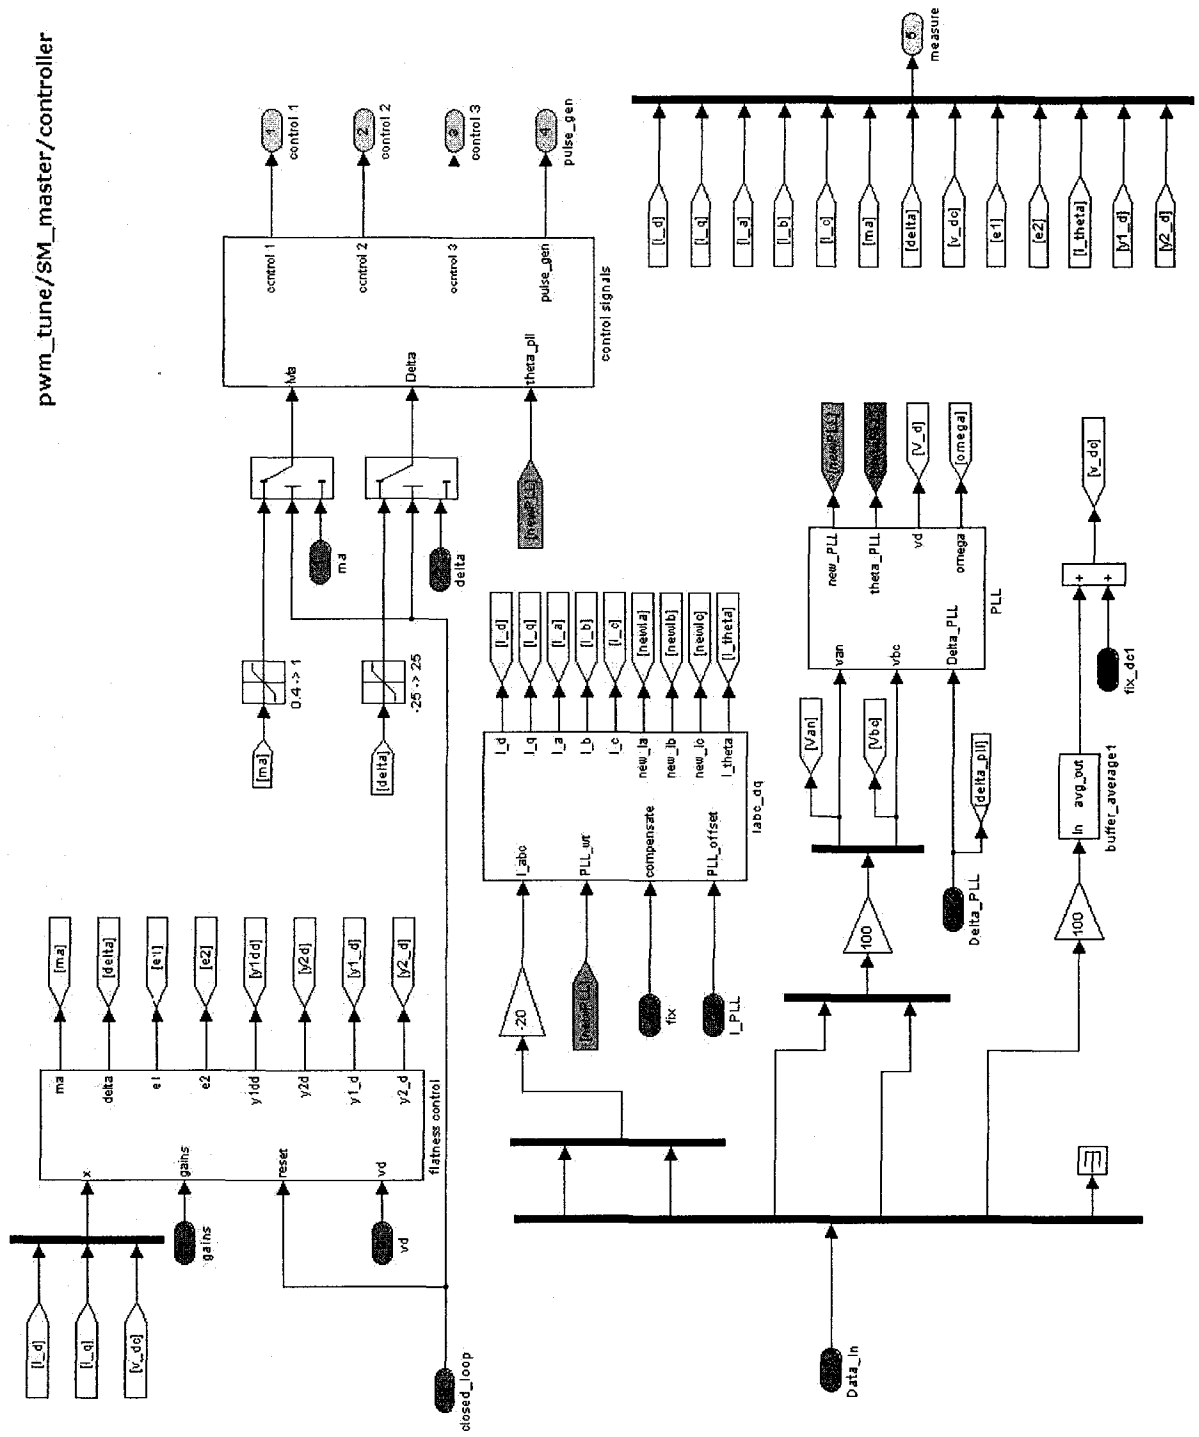 pwm_tune/SM_master/controller
[I_d]
[I_q]
[v_dc]
x
gains
gains
reset
vd
vd
ma
delta
e1
e2
y1dd
y2d
y1_d
y2_d
flatness control
[ma]
[delta]
[e1]
[e2]
[y1dd]
[y2d]
[y1_d]
[y2_d]
closed_loop
[ma]
0.4 -> 1
[delta]
-25 -> 25
ma
delta
Ma
Delta
theta_pll
[newPLL]
control 1
control 2
control 3
pulse_gen
control signals
1
control 1
2
control 2
3
control 3
4
pulse_gen
-20
[newPLL]
fix
I_PLL
I_abc
PLL_wt
compensate
PLL_offset
I_d
I_q
I_a
I_b
I_c
new_Ia
new_Ib
new_Ic
I_theta
Iabc_dq
[I_d]
[I_q]
[I_a]
[I_b]
[I_c]
[newIa]
[newIb]
[newIc]
[I_theta]
Data_In
100
[Van]
[Vbc]
Delta_PLL
[delta_pll]
van
vbc
Delta_PLL
new_PLL
theta_PLL
vd
omega
PLL
[newPLL]
[V_d]
[omega]
100
In
avg_out
buffer_average1
fix_dc1
+
+
[v_dc]
[I_d]
[I_q]
[I_a]
[I_b]
[I_c]
[ma]
[delta]
[v_dc]
[e1]
[e2]
[I_theta]
[y1_d]
[y2_d]
5
measure